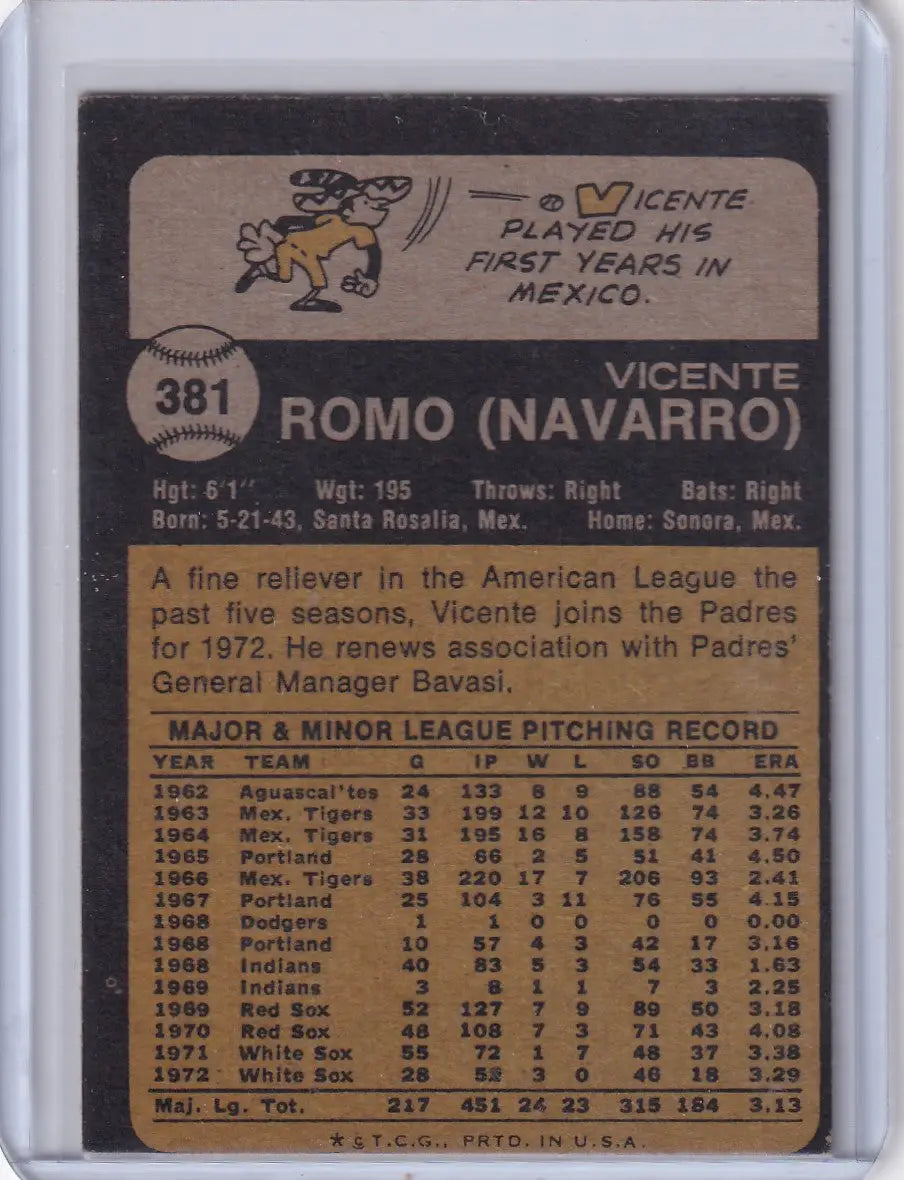 VICENTE
PLAYED HIS
FIRST YEARS IN
MEXICO.
381
VICENTE
ROMO (NAVARRO)
Hgt: 6'1" Wgt: 195 Throws: Right Bats: Right
Born: 5-21-43, Santa Rosalia, Mex. Home: Sonora, Mex.
A fine reliever in the American League the
past five seasons, Vicente joins the Padres
for 1972. He renews association with Padres'
General Manager Bavasi.
MAJOR & MINOR LEAGUE PITCHING RECORD
YEAR TEAM G IP W L SO BB ERA
1962 Aguascal'tes 24 133 8 9 88 54 4.47
1963 Mex. Tigers 33 199 12 10 126 74 3.26
1964 Mex. Tigers 31 195 16 8 158 74 3.74
1965 Portland 28 66 2 5 51 41 4.50
1966 Mex. Tigers 38 220 17 7 206 93 2.41
1967 Portland 25 104 3 11 76 55 4.15
1968 Dodgers 1 1 0 0 0 0 0.00
1968 Portland 10 57 4 3 42 17 3.16
1968 Indians 40 83 5 3 54 33 1.63
1969 Indians 3 8 1 1 7 3 2.25
1969 Red Sox 52 127 7 9 89 50 3.18
1970 Red Sox 48 108 7 3 71 43 4.08
1971 White Sox 55 72 1 7 48 37 3.38
1972 White Sox 28 52 3 0 46 18 3.29
Maj. Lg. Tot. 217 451 24 23 315 184 3.13
* © T.C.G., PRTD. IN U.S.A.